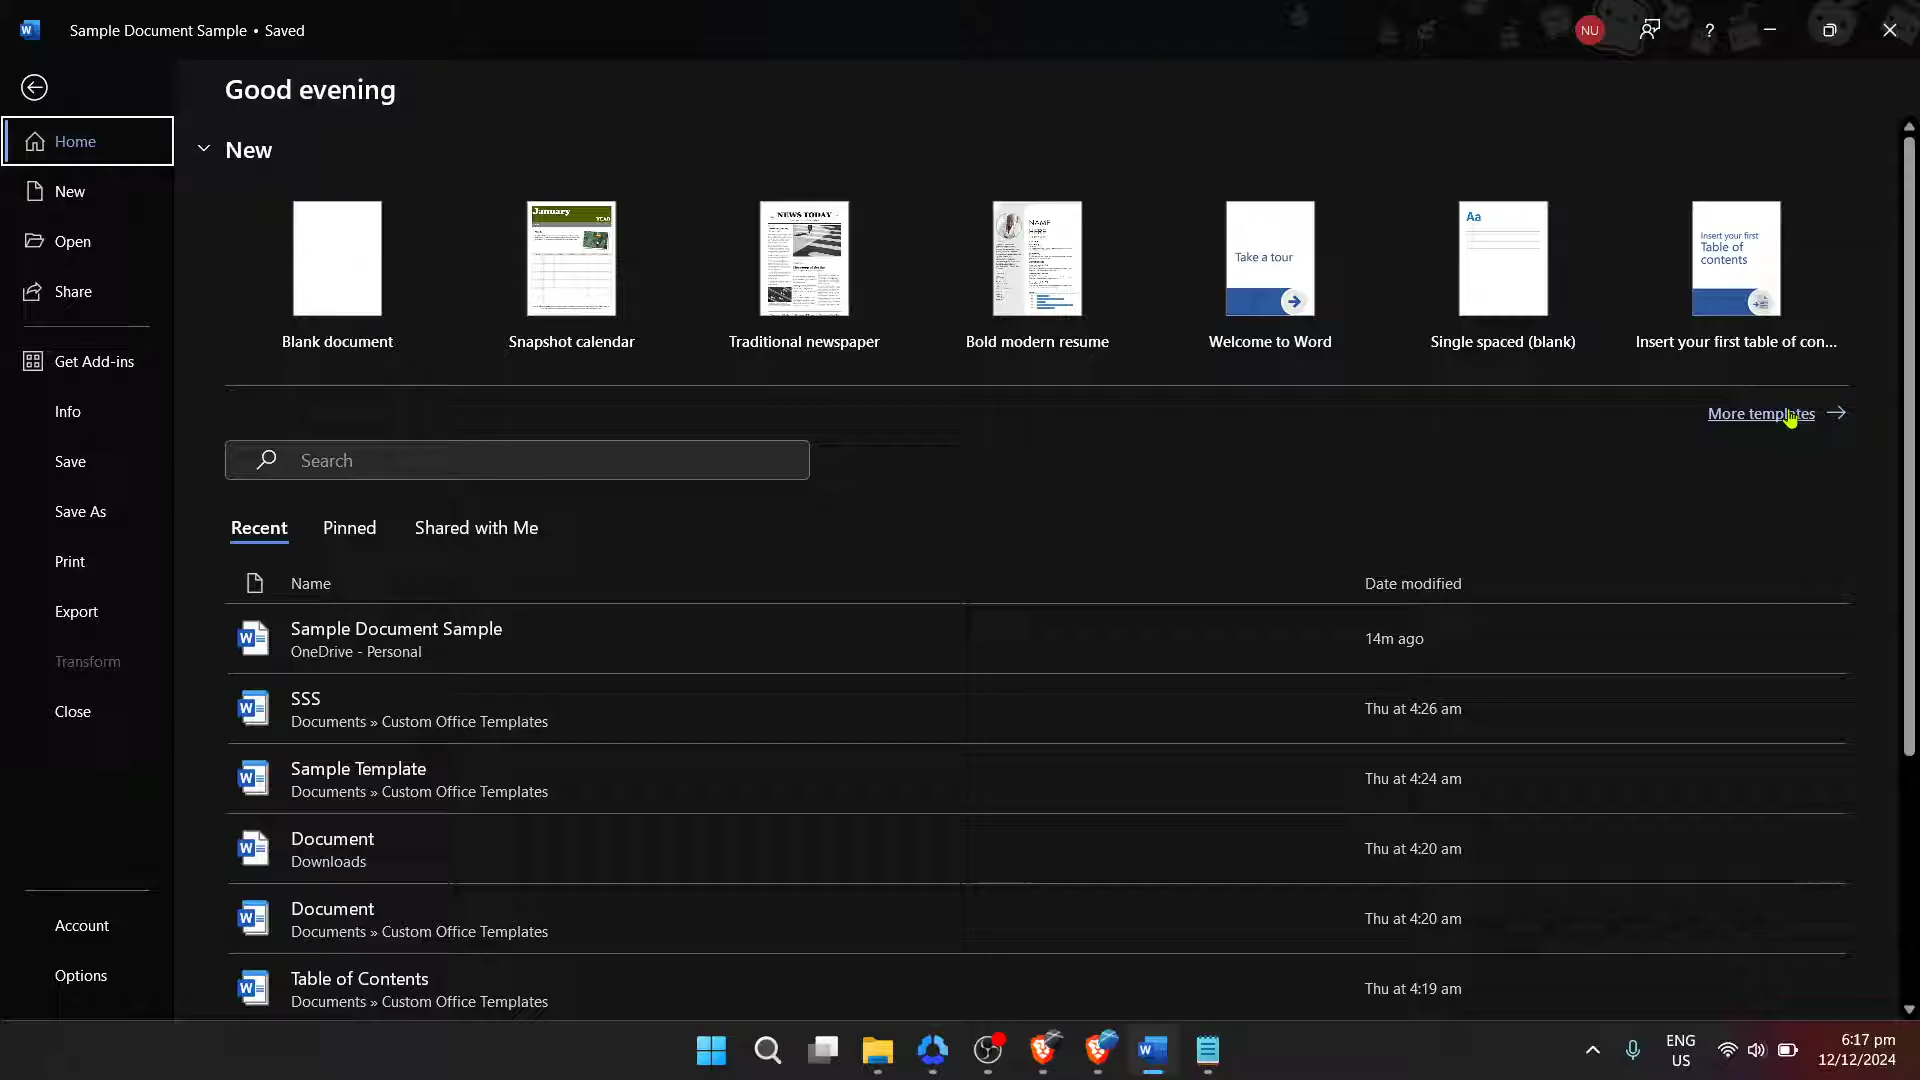 Sample Document Sample • Saved
NU
?
Good evening
Home
New
Open
Share
Get Add-ins
Info
Save
Save As
Print
Export
Transform
Close
Account
Options
New
January
YEAR
NEWS TODAY
NAME
HERE
Take a tour
Aa
Insert your first
Table of
contents
Blank document
Snapshot calendar
Traditional newspaper
Bold modern resume
Welcome to Word
Single spaced (blank)
Insert your first table of con...
More templates
Search
Recent
Pinned
Shared with Me
Name
Date modified
Sample Document Sample
OneDrive - Personal
14m ago
SSS
Documents » Custom Office Templates
Thu at 4:26 am
Sample Template
Documents » Custom Office Templates
Thu at 4:24 am
Document
Downloads
Thu at 4:20 am
Document
Documents » Custom Office Templates
Thu at 4:20 am
Table of Contents
Documents » Custom Office Templates
Thu at 4:19 am
ENG
US
6:17 pm
12/12/2024